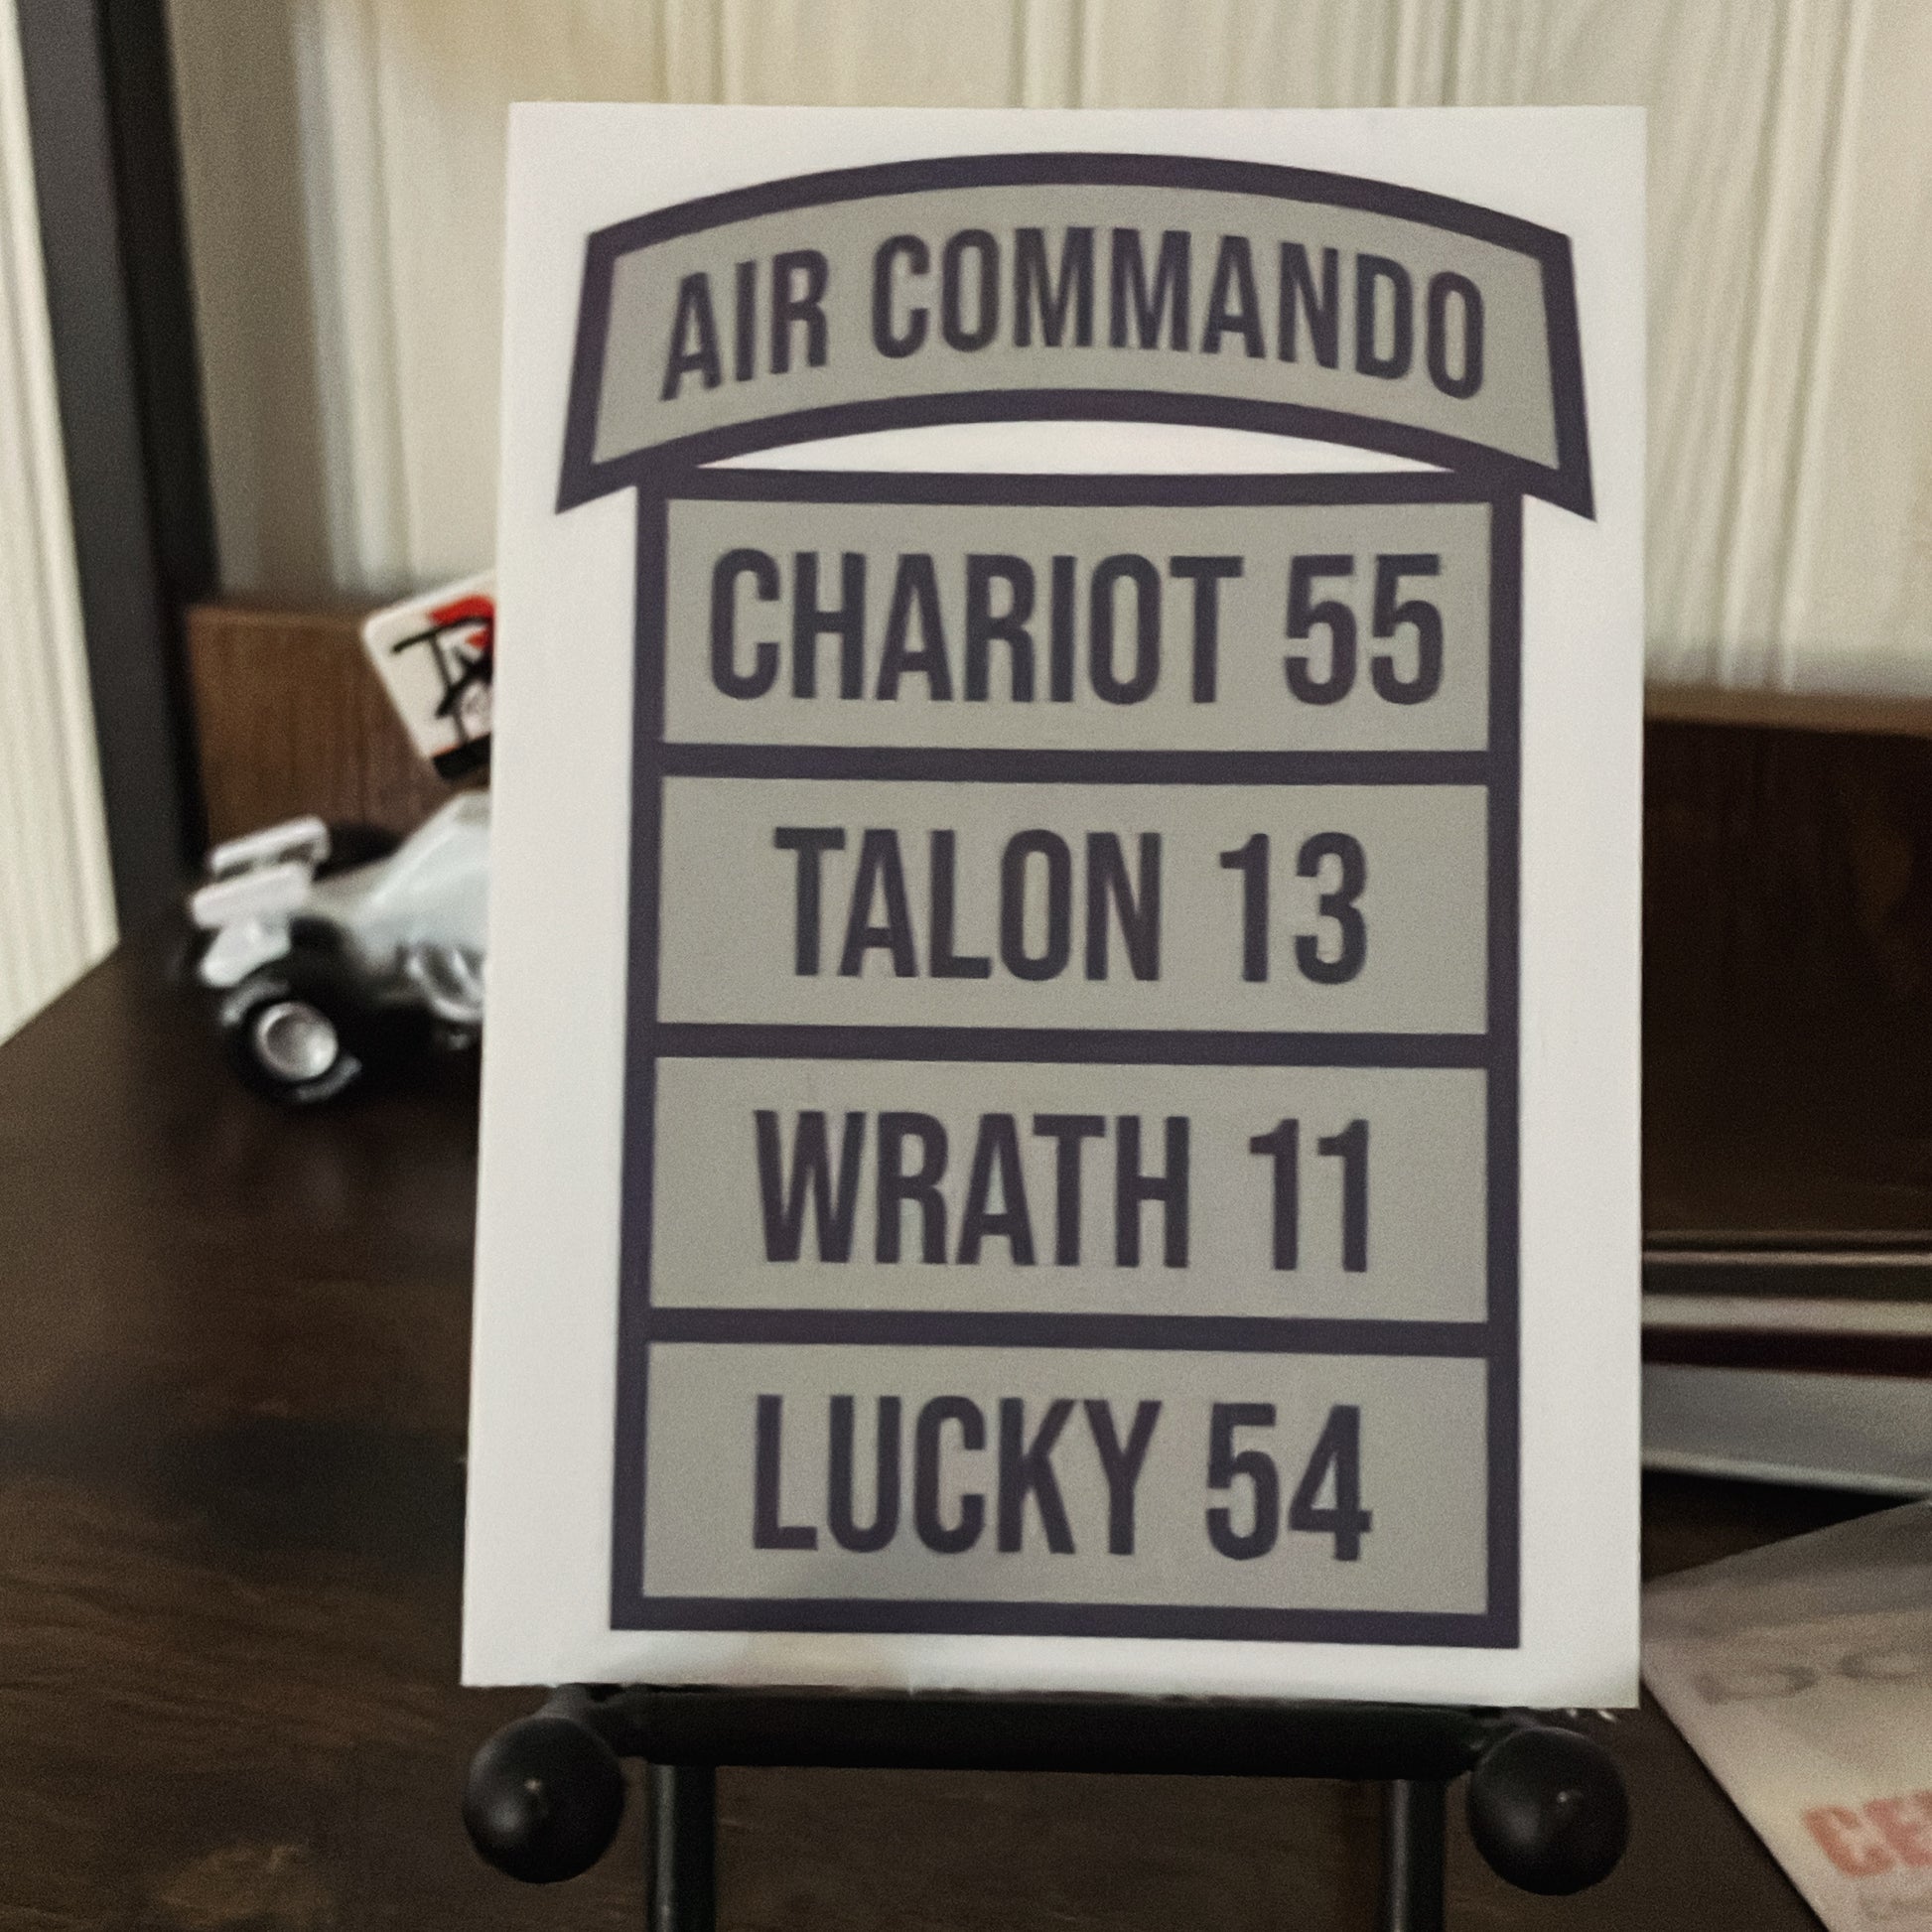 AIR COMMANDO
CHARIOT 55
TALON 13
WRATH 11
LUCKY 54